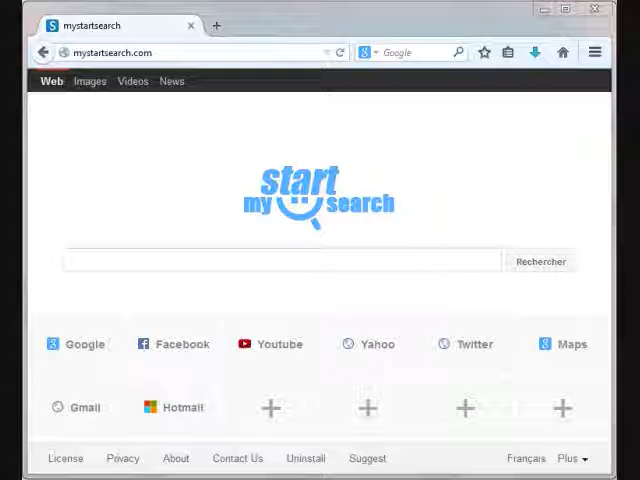 mystartsearch
mystartsearch.com
Google
Web Images Videos News
start
my search
Rechercher
Google Facebook Youtube Yahoo Twitter Maps
Gmail Hotmail
License Privacy About Contact Us Uninstall Suggest Français Plus